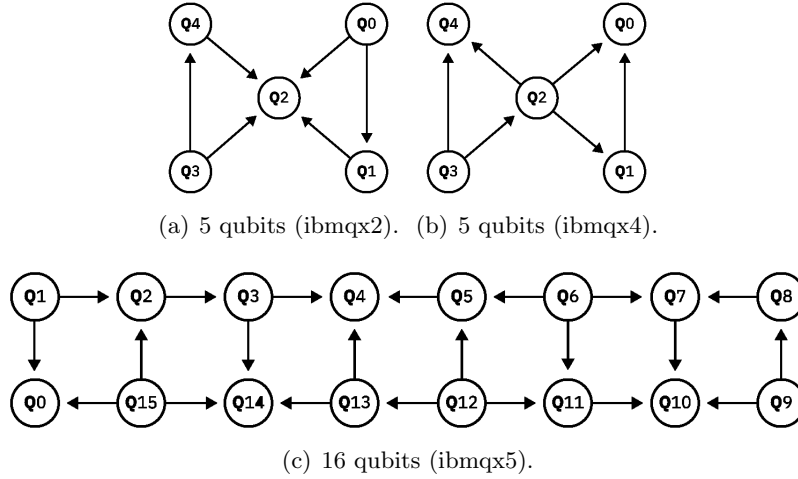 Q4 Q0 Q4 Q0
Q2 Q2
Q3 Q1 Q3 Q1
(a) 5 qubits (ibmqx2). (b) 5 qubits (ibmqx4).
Q1 Q2 Q3 Q4 Q5 Q6 Q7 Q8
Q0 Q15 Q14 Q13 Q12 Q11 Q10 Q9
(c) 16 qubits (ibmqx5).